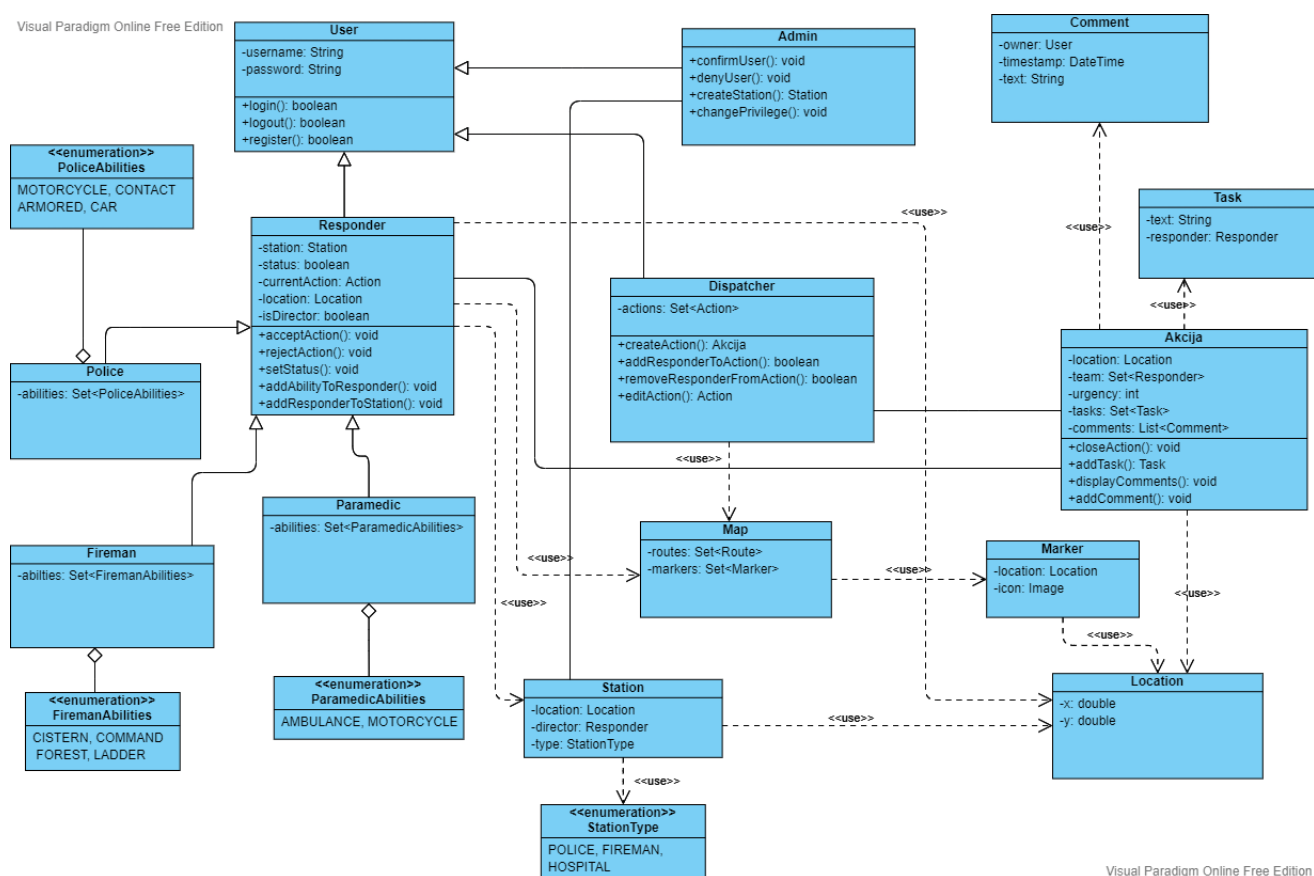 Visual Paradigm Online Free Edition
User
-username: String
-password: String
+login(): boolean
+logout(): boolean
+register(): boolean
Admin
+confirmUser(): void
+denyUser(): void
+createStation(): Station
+changePrivilege(): void
Comment
-owner: User
-timestamp: DateTime
-text: String
<<enumeration>>
PoliceAbilities
MOTORCYCLE, CONTACT
ARMORED, CAR
Responder
-station: Station
-status: boolean
-currentAction: Action
-location: Location
-isDirector: boolean
+acceptAction(): void
+rejectAction(): void
+setStatus(): void
+addAbilityToResponder(): void
+addResponderToStation(): void
<<use>>
<<use>>
Task
-text: String
-responder: Responder
<<use>>
Dispatcher
-actions: Set<Action>
+createAction(): Akcija
+addResponderToAction(): boolean
+removeResponderFromAction(): boolean
+editAction(): Action
Akcija
-location: Location
-team: Set<Responder>
-urgency: int
-tasks: Set<Task>
-comments: List<Comment>
+closeAction(): void
+addTask(): Task
+displayComments(): void
+addComment(): void
Police
-abilities: Set<PoliceAbilities>
<<use>>
Paramedic
-abilities: Set<ParamedicAbilities>
Fireman
-abilties: Set<FiremanAbilities>
<<use>>
<<use>>
Map
-routes: Set<Route>
-markers: Set<Marker>
<<use>>
Marker
-location: Location
-icon: Image
<<use>>
<<use>>
<<enumeration>>
FiremanAbilities
CISTERN, COMMAND
FOREST, LADDER
<<enumeration>>
ParamedicAbilities
AMBULANCE, MOTORCYCLE
Station
-location: Location
-director: Responder
-type: StationType
<<use>>
Location
-x: double
-y: double
<<use>>
<<enumeration>>
StationType
POLICE, FIREMAN,
HOSPITAL
Visual Paradigm Online Free Edition